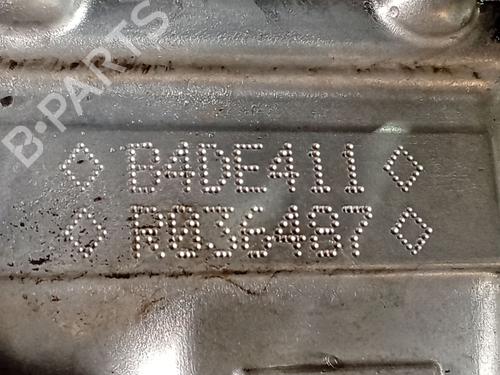 B-PARTS
◇ B4DE411 ◇
◇ R036487 ◇